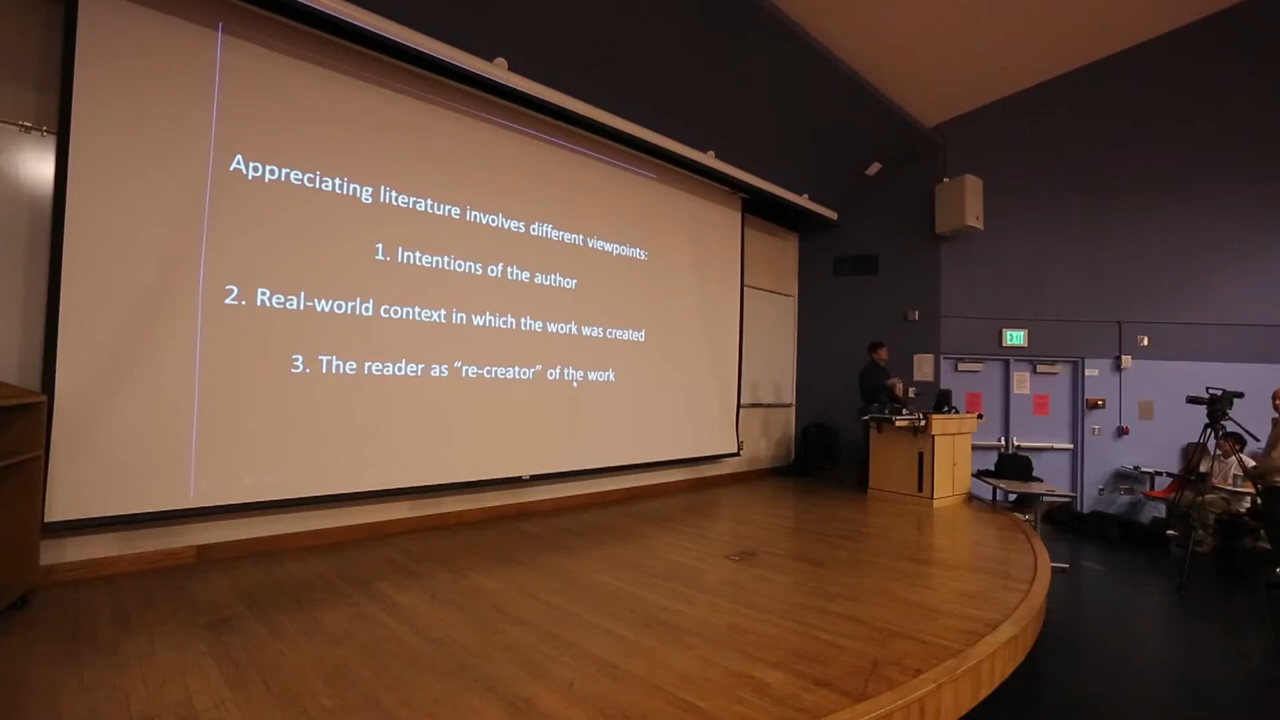 Appreciating literature involves different viewpoints:
1. Intentions of the author
2. Real-world context in which the work was created
3. The reader as “re-creator” of the work
EXIT